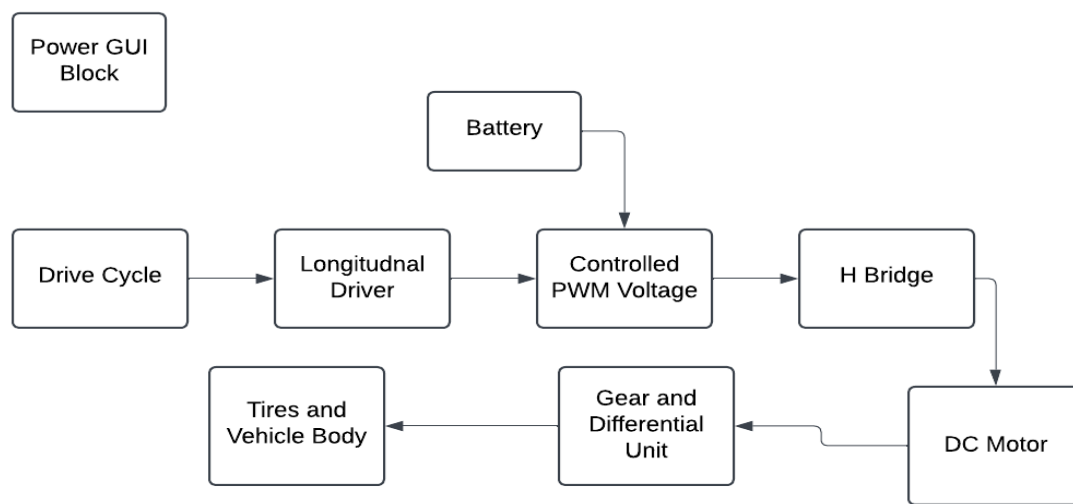 Power GUI
Block
Battery
Drive Cycle
Longitudnal
Driver
Controlled
PWM Voltage
H Bridge
Tires and
Vehicle Body
Gear and
Differential
Unit
DC Motor